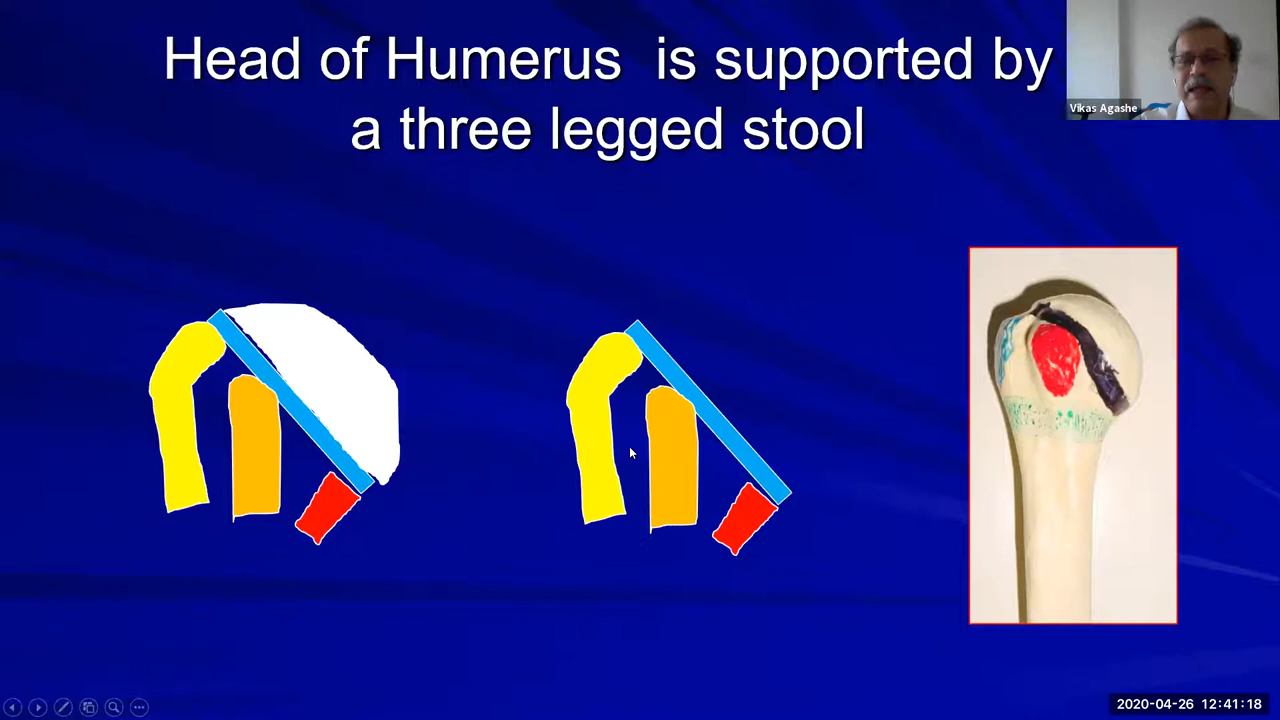 Head of Humerus  is supported by
a three legged stool
Vikas Agashe
2020-04-26 12:41:18